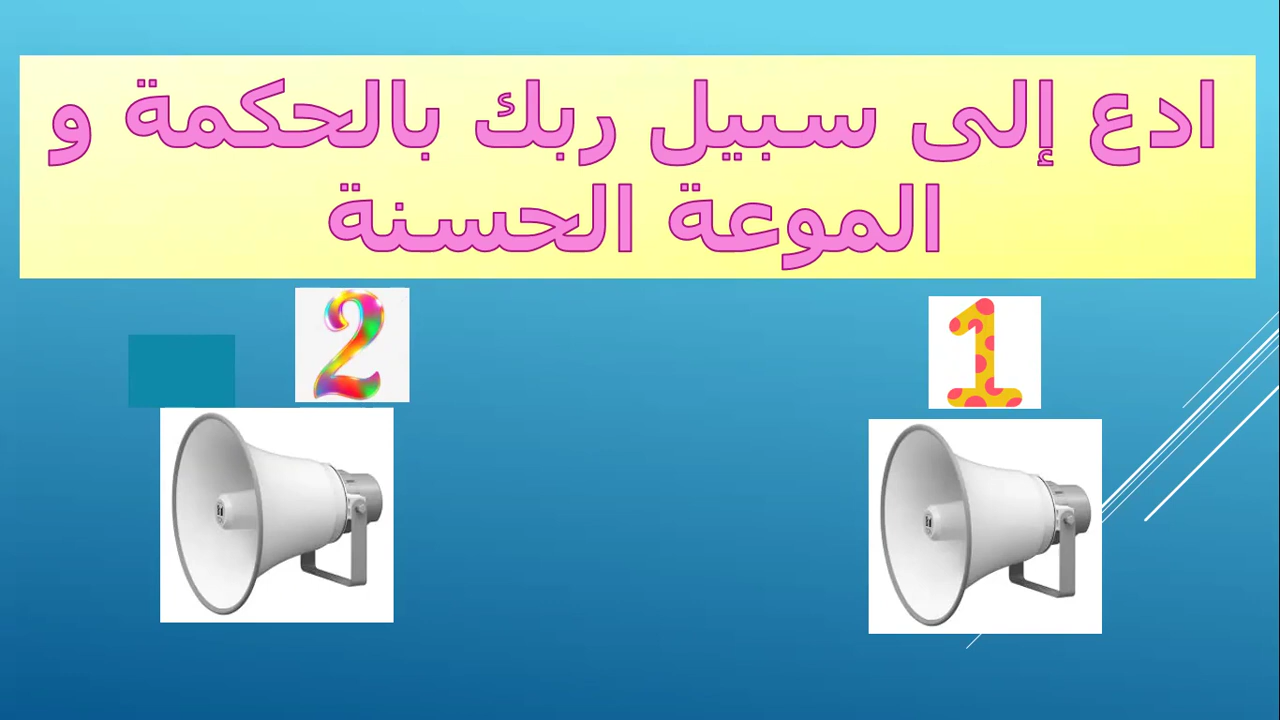 ادع إلى سبيل ربك بالحكمة و
الموعة الحسنة
1
2